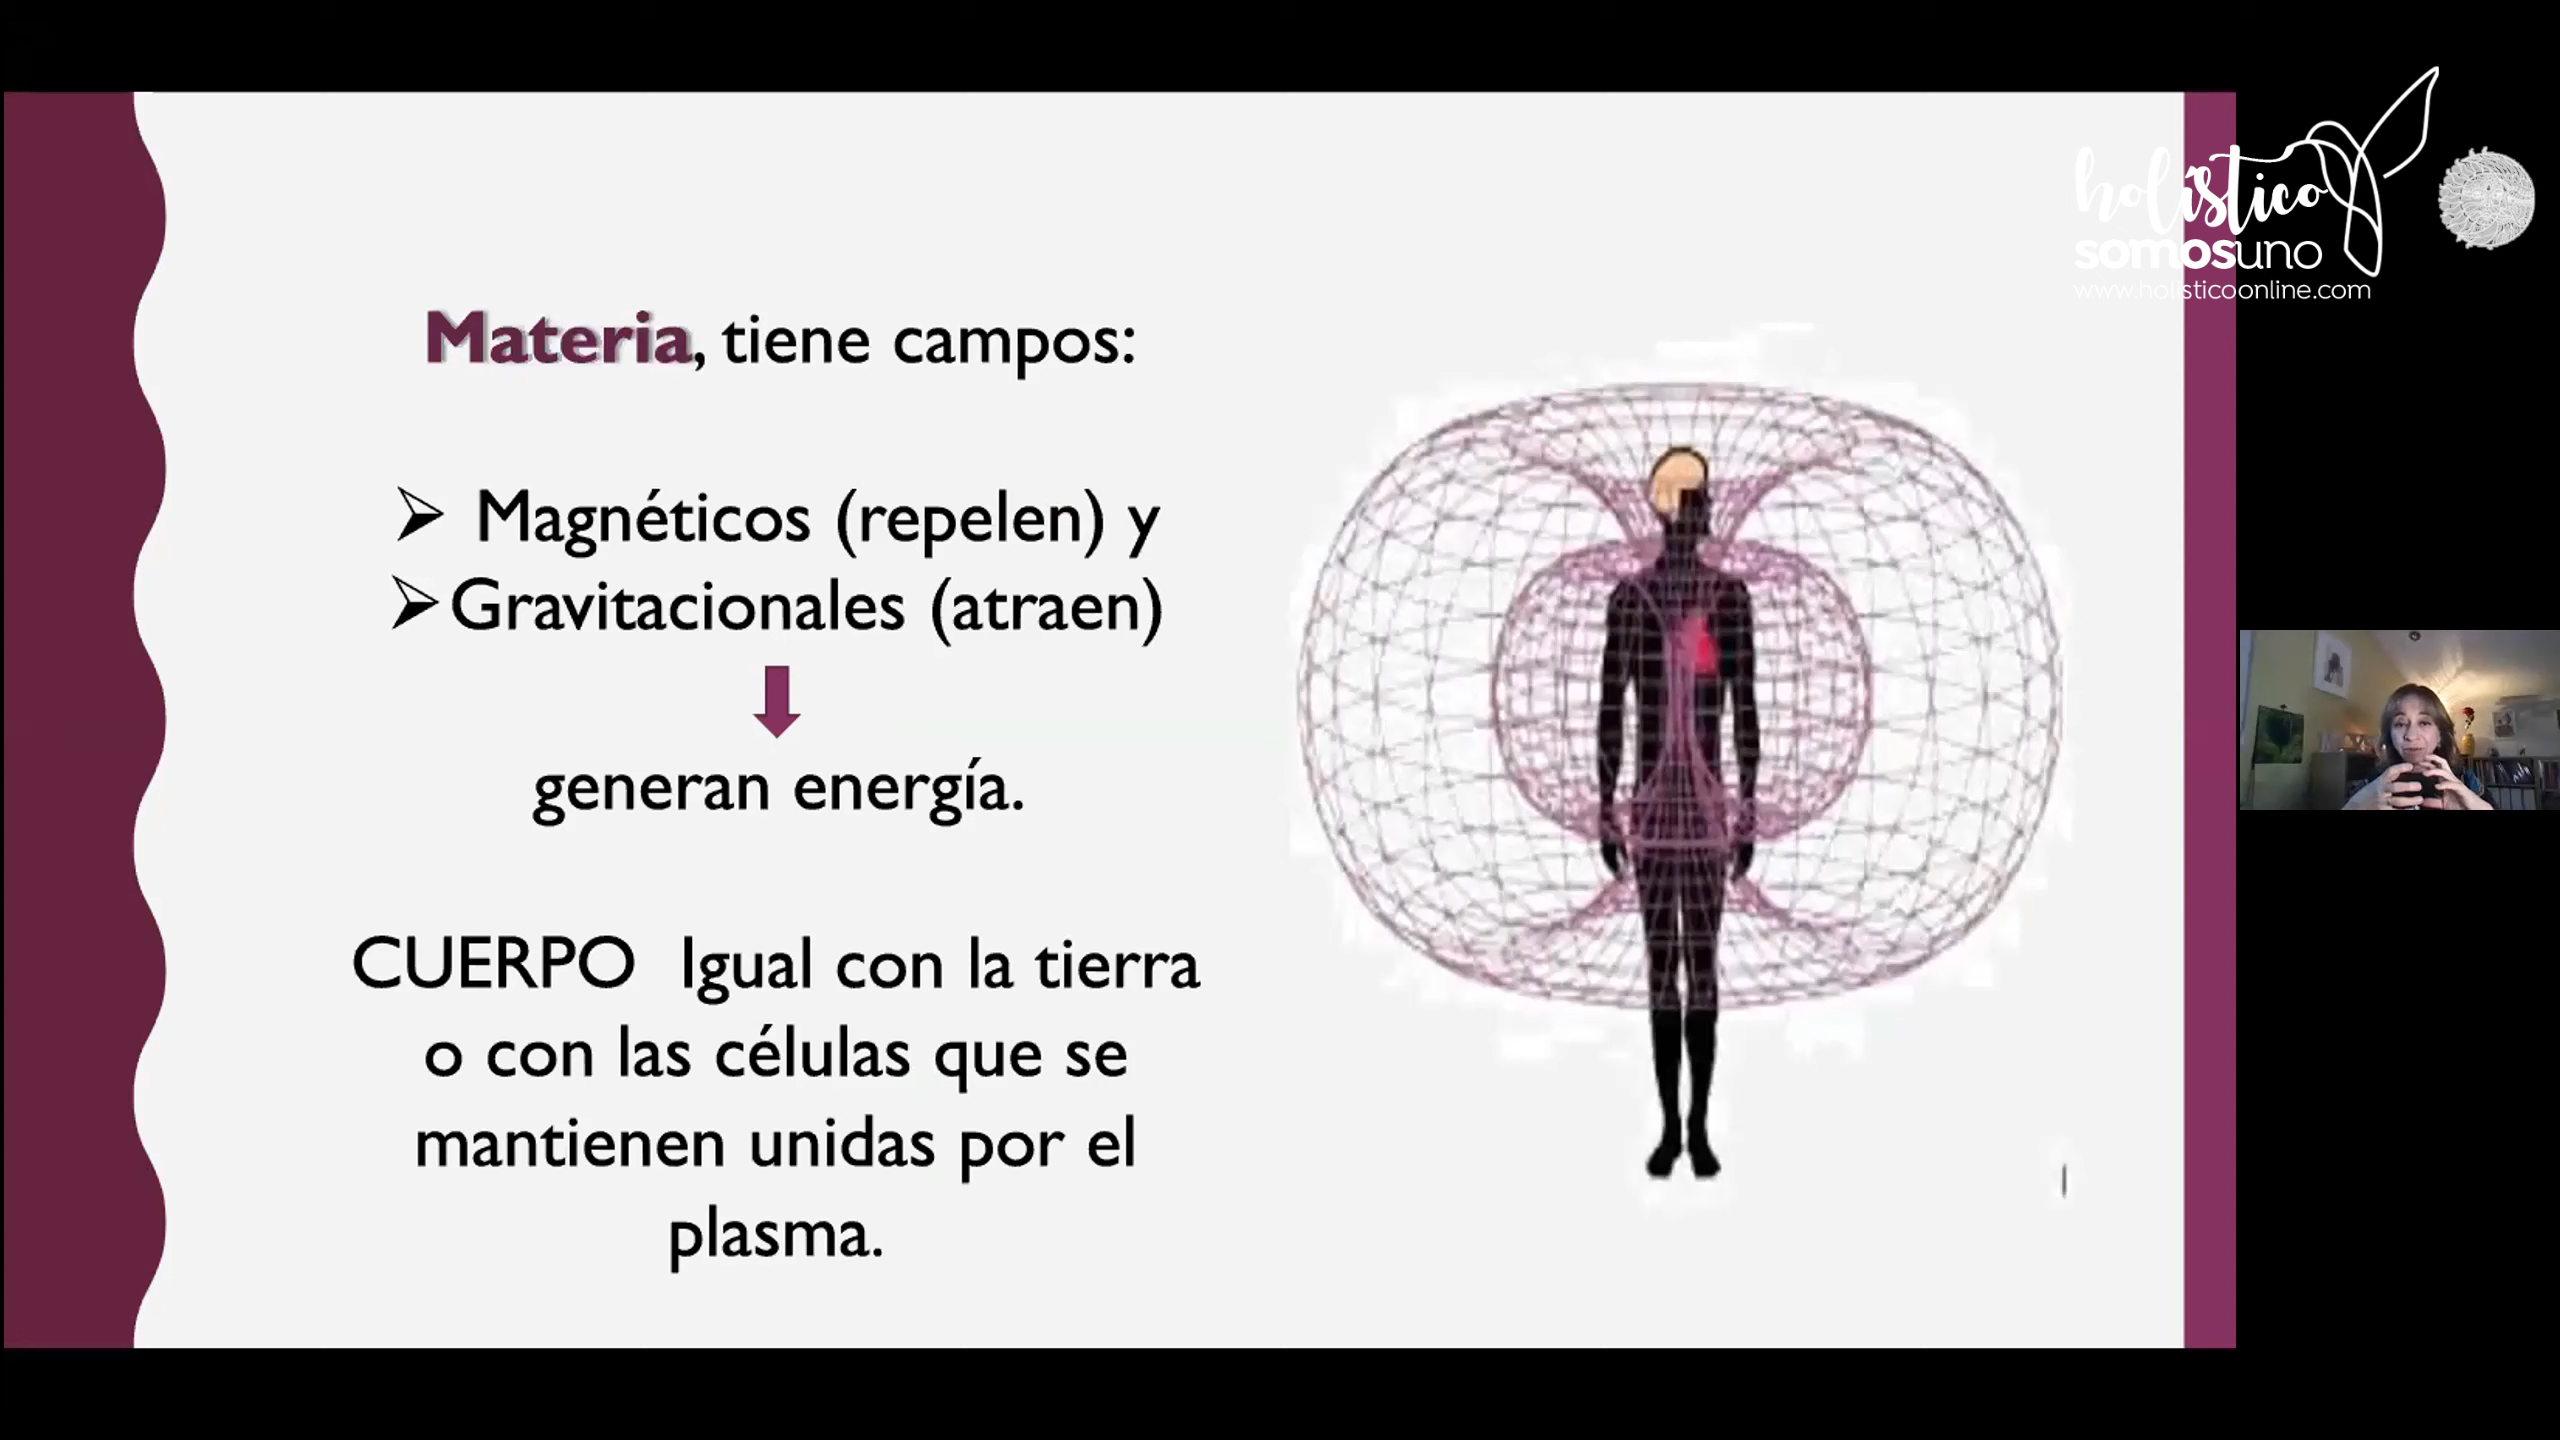 Materia, tiene campos:
➢ Magnéticos (repelen) y
➢Gravitacionales (atraen)
generan energía.
CUERPO Igual con la tierra
o con las células que se
mantienen unidas por el
plasma.
holístico
somosuno
www.holisticoonline.com